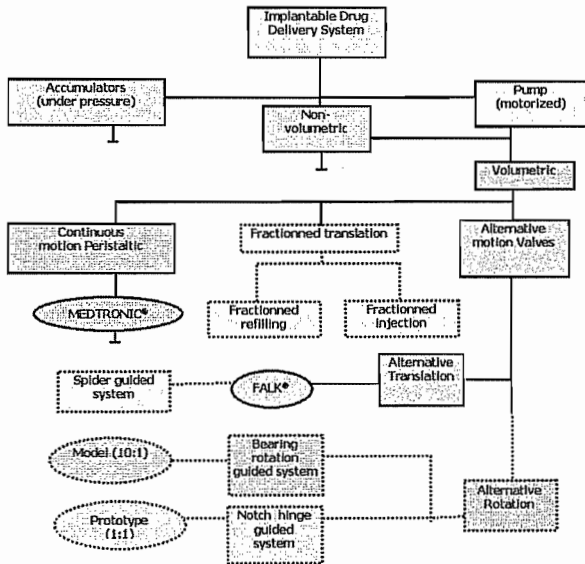 Implantable Drug
Delivery System
Accumulators
(under pressure)
Non-
volumetric
Pump
(motorized)
Volumetric
Continuous
motion Peristaltic
Fractionned translation
Alternative
motion Valves
MEDTRONIC®
Fractionned
refilling
Fractionned
injection
Spider guided
system
FALK®
Alternative
Translation
Model (10:1)
Bearing
rotation
guided system
Alternative
Rotation
Prototype
(1:1)
Notch hinge
guided
system